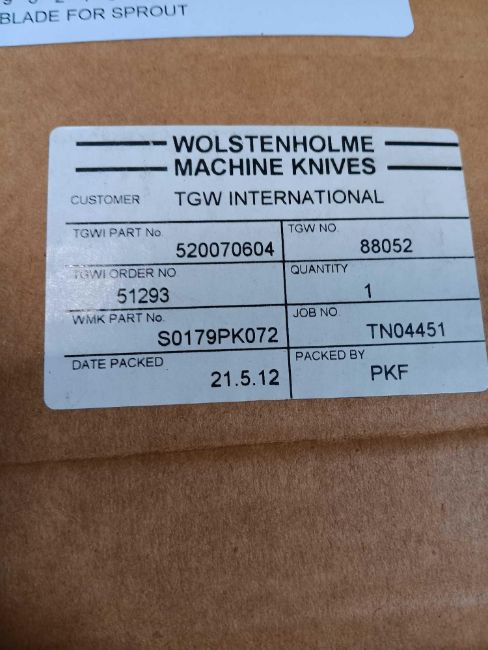 BLADE FOR SPROUT
WOLSTENHOLME
MACHINE KNIVES
CUSTOMER TGW INTERNATIONAL
TGWI PART No. 520070604 TGW NO. 88052
TGWI ORDER NO 51293 QUANTITY 1
WMK PART No. S0179PK072 JOB NO TN04451
DATE PACKED 21.5.12 PACKED BY PKF